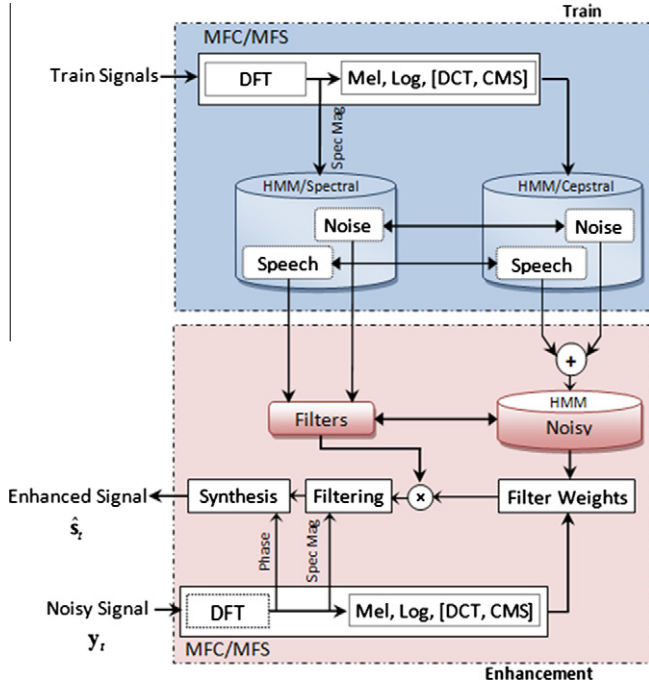 Train
MFC/MFS
Train Signals
DFT
Mel, Log, [DCT, CMS]
Spec Mag
HMM/Spectral
HMM/Cepstral
Noise
Noise
Speech
Speech
+
HMM
Filters
Noisy
Enhanced Signal
ŝt
Synthesis
Filtering
×
Filter Weights
Phase
Spec Mag
Noisy Signal
yt
DFT
Mel, Log, [DCT, CMS]
MFC/MFS
Enhancement